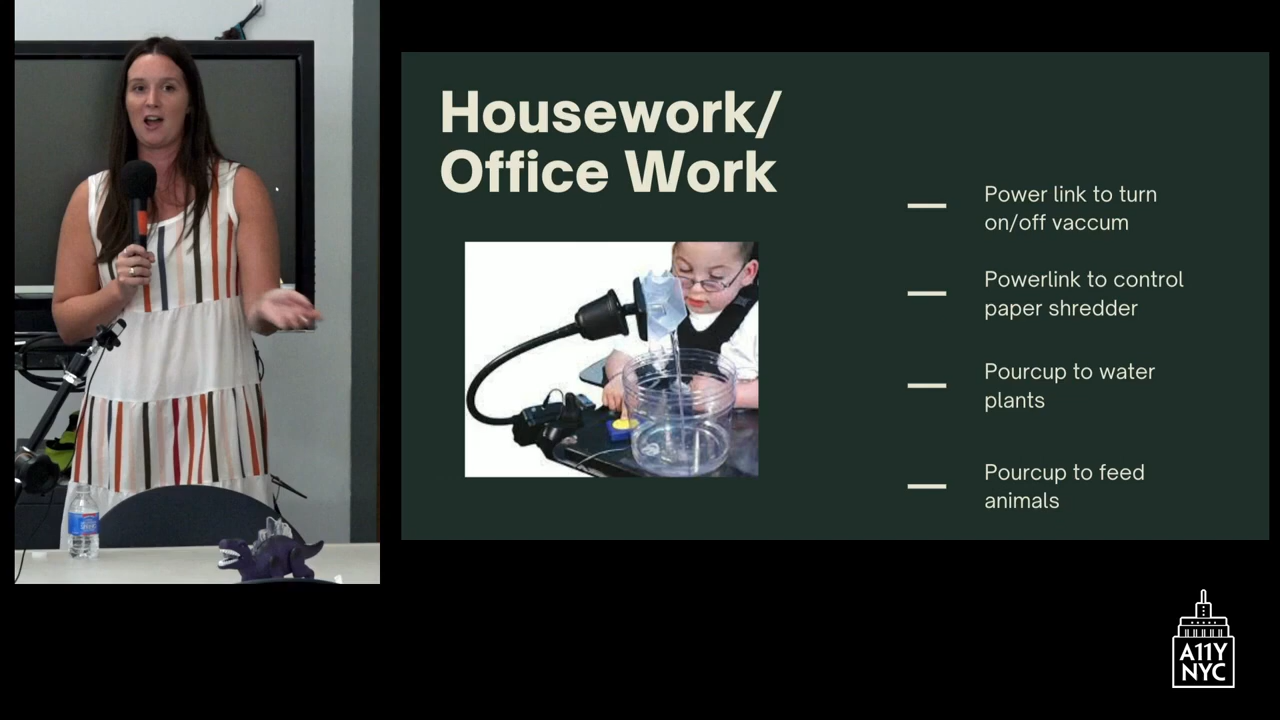 Housework/
Office Work
Power link to turn
on/off vaccum
Powerlink to control
paper shredder
Pourcup to water
plants
Pourcup to feed
animals
A11Y
NYC